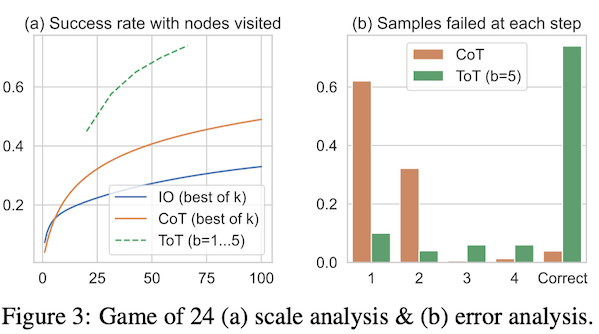 (a) Success rate with nodes visited
0.6
0.4
0.2
0
25
50
75
100
IO (best of k)
CoT (best of k)
ToT (b=1...5)
(b) Samples failed at each step
0.6
0.4
0.2
0.0
1
2
3
4
Correct
CoT
ToT (b=5)
Figure 3: Game of 24 (a) scale analysis & (b) error analysis.